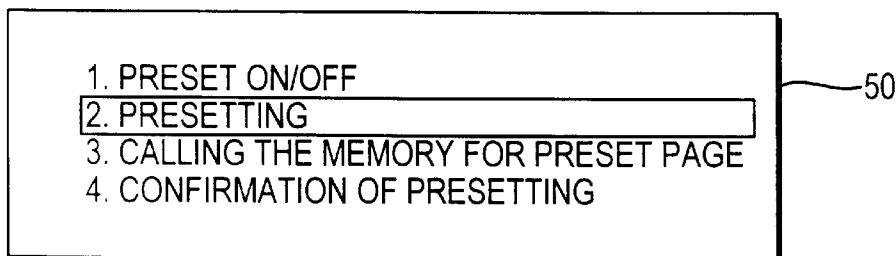 1. PRESET ON/OFF
2. PRESETTING
3. CALLING THE MEMORY FOR PRESET PAGE
4. CONFIRMATION OF PRESETTING
50